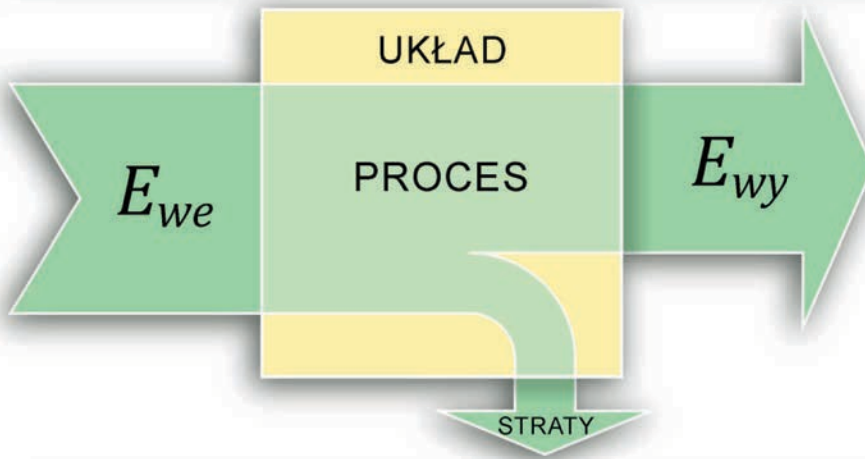 UKŁAD
PROCES
E_we
E_wy
STRATY